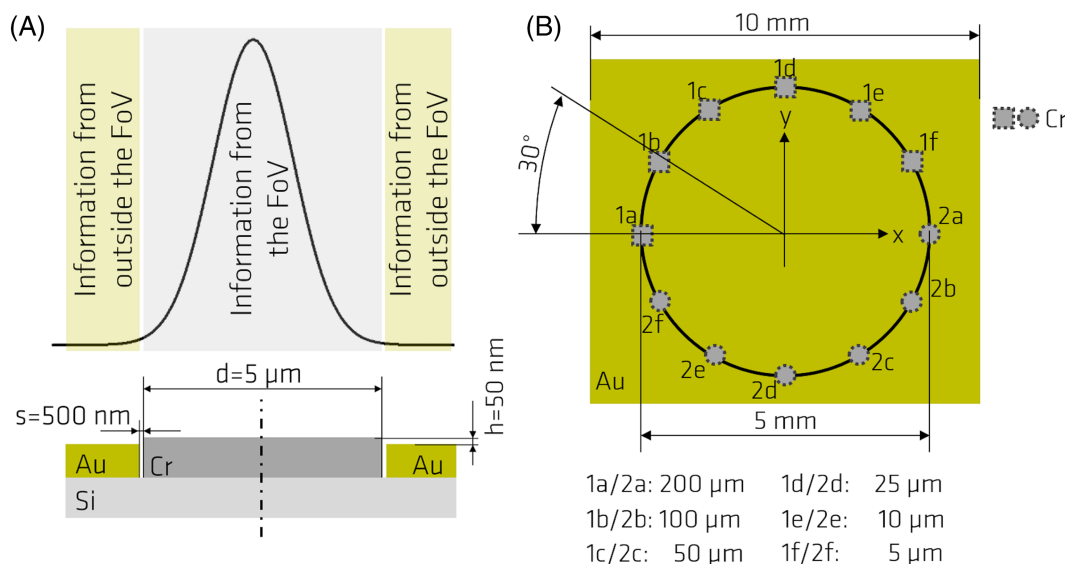 (A)
Information from
outside the FoV
Information from
the FoV
Information from
outside the FoV
d=5 µm
s=500 nm
h=50 nm
Au
Cr
Au
Si
(B)
10 mm
1d
1c
1e
y
Cr
1b
1f
30°
1a
x
2a
2f
2b
2e
2c
2d
Au
5 mm
1a/2a: 200 µm 1d/2d: 25 µm
1b/2b: 100 µm 1e/2e: 10 µm
1c/2c: 50 µm 1f/2f: 5 µm